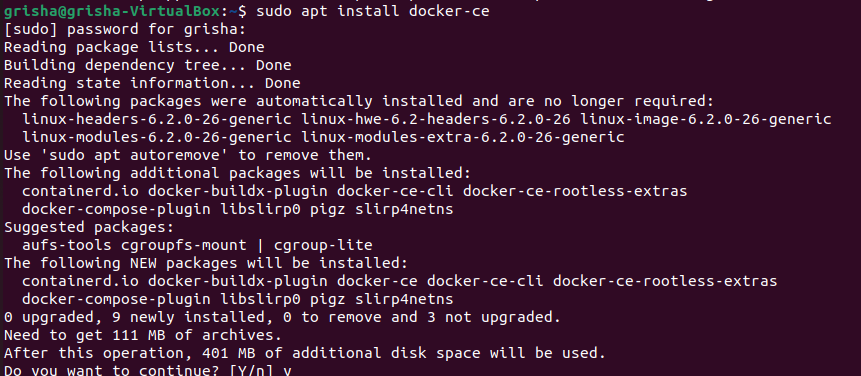 grisha@grisha-VirtualBox:~$ sudo apt install docker-ce
[sudo] password for grisha:
Reading package lists... Done
Building dependency tree... Done
Reading state information... Done
The following packages were automatically installed and are no longer required:
  linux-headers-6.2.0-26-generic linux-hwe-6.2-headers-6.2.0-26 linux-image-6.2.0-26-generic
  linux-modules-6.2.0-26-generic linux-modules-extra-6.2.0-26-generic
Use 'sudo apt autoremove' to remove them.
The following additional packages will be installed:
  containerd.io docker-buildx-plugin docker-ce-cli docker-ce-rootless-extras
  docker-compose-plugin libslirp0 pigz slirp4netns
Suggested packages:
  aufs-tools cgroupfs-mount | cgroup-lite
The following NEW packages will be installed:
  containerd.io docker-buildx-plugin docker-ce docker-ce-cli docker-ce-rootless-extras
  docker-compose-plugin libslirp0 pigz slirp4netns
0 upgraded, 9 newly installed, 0 to remove and 3 not upgraded.
Need to get 111 MB of archives.
After this operation, 401 MB of additional disk space will be used.
Do you want to continue? [Y/n] y